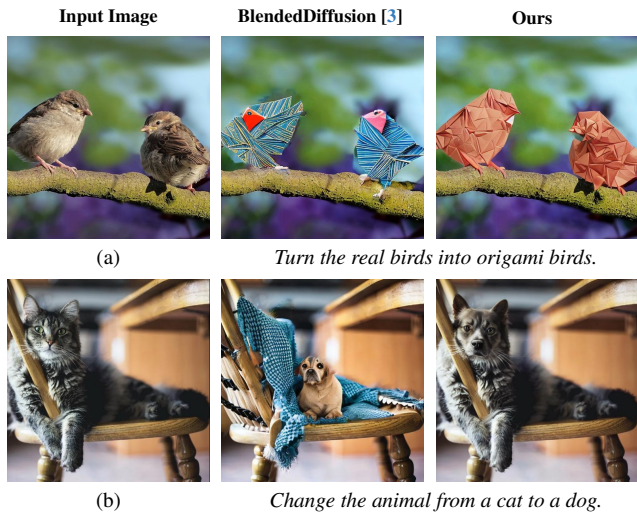 Input Image BlendedDiffusion [3] Ours
(a) Turn the real birds into origami birds.
(b) Change the animal from a cat to a dog.